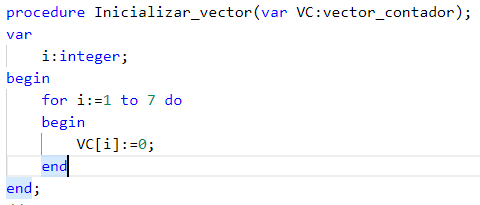 procedure Inicializar_vector(var VC:vector_contador);
var
    i:integer;
begin
    for i:=1 to 7 do
    begin
        VC[i]:=0;
    end
end;